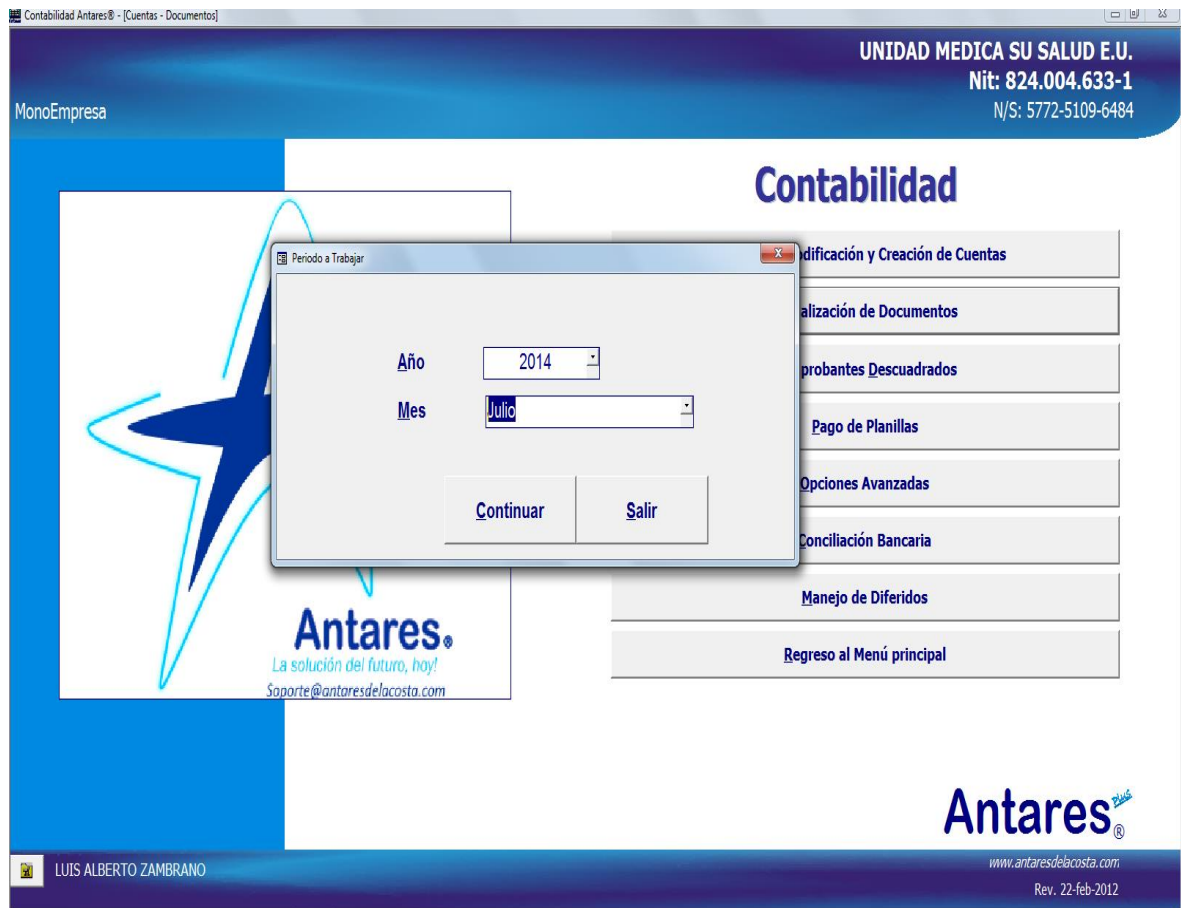 Contabilidad Antares® - [Cuentas - Documentos]
UNIDAD MEDICA SU SALUD E.U.
Nit: 824.004.633-1
N/S: 5772-5109-6484
MonoEmpresa
Contabilidad
Periodo a Trabajar
Año 2014
Mes Julio
Continuar Salir
odificación y Creación de Cuentas
alización de Documentos
probantes Descuadrados
Pago de Planillas
Opciones Avanzadas
Conciliación Bancaria
Manejo de Diferidos
Regreso al Menú principal
Antares®
La solución del futuro, hoy!
Soporte@antaresdelacosta.com
Antares Plus ®
LUIS ALBERTO ZAMBRANO
www.antaresdelacosta.com
Rev. 22-feb-2012